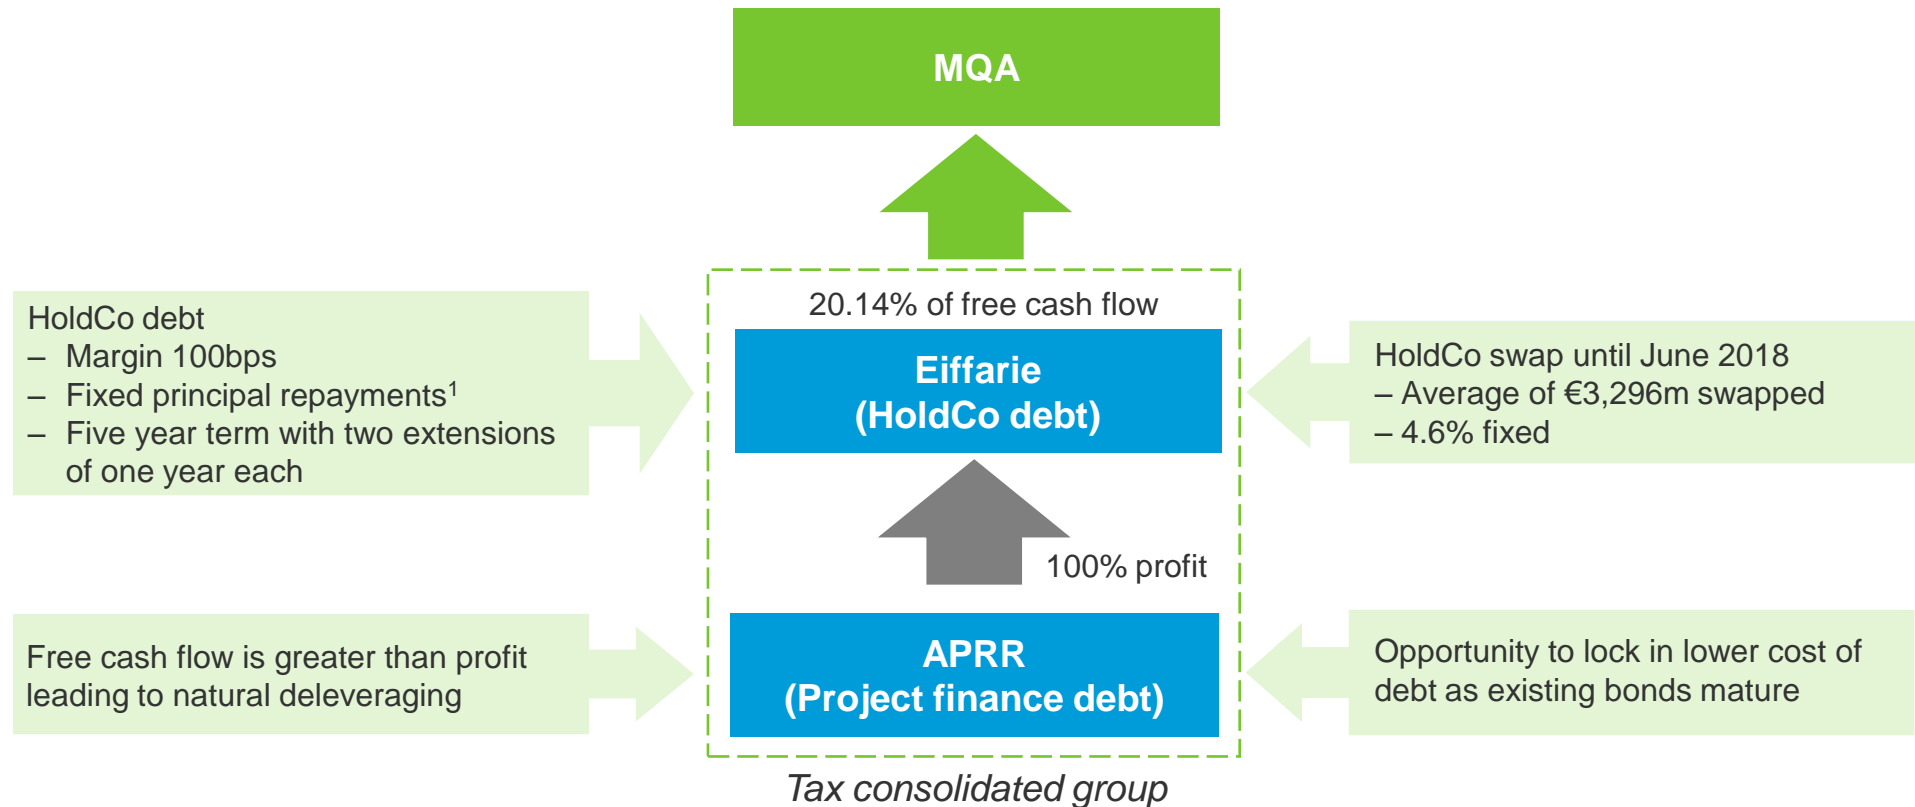 MQA
20.14% of free cash flow
HoldCo debt
– Margin 100bps
– Fixed principal repayments¹
– Five year term with two extensions
of one year each
Eiffarie
(HoldCo debt)
HoldCo swap until June 2018
– Average of €3,296m swapped
– 4.6% fixed
100% profit
Free cash flow is greater than profit
leading to natural deleveraging
APRR
(Project finance debt)
Opportunity to lock in lower cost of
debt as existing bonds mature
Tax consolidated group